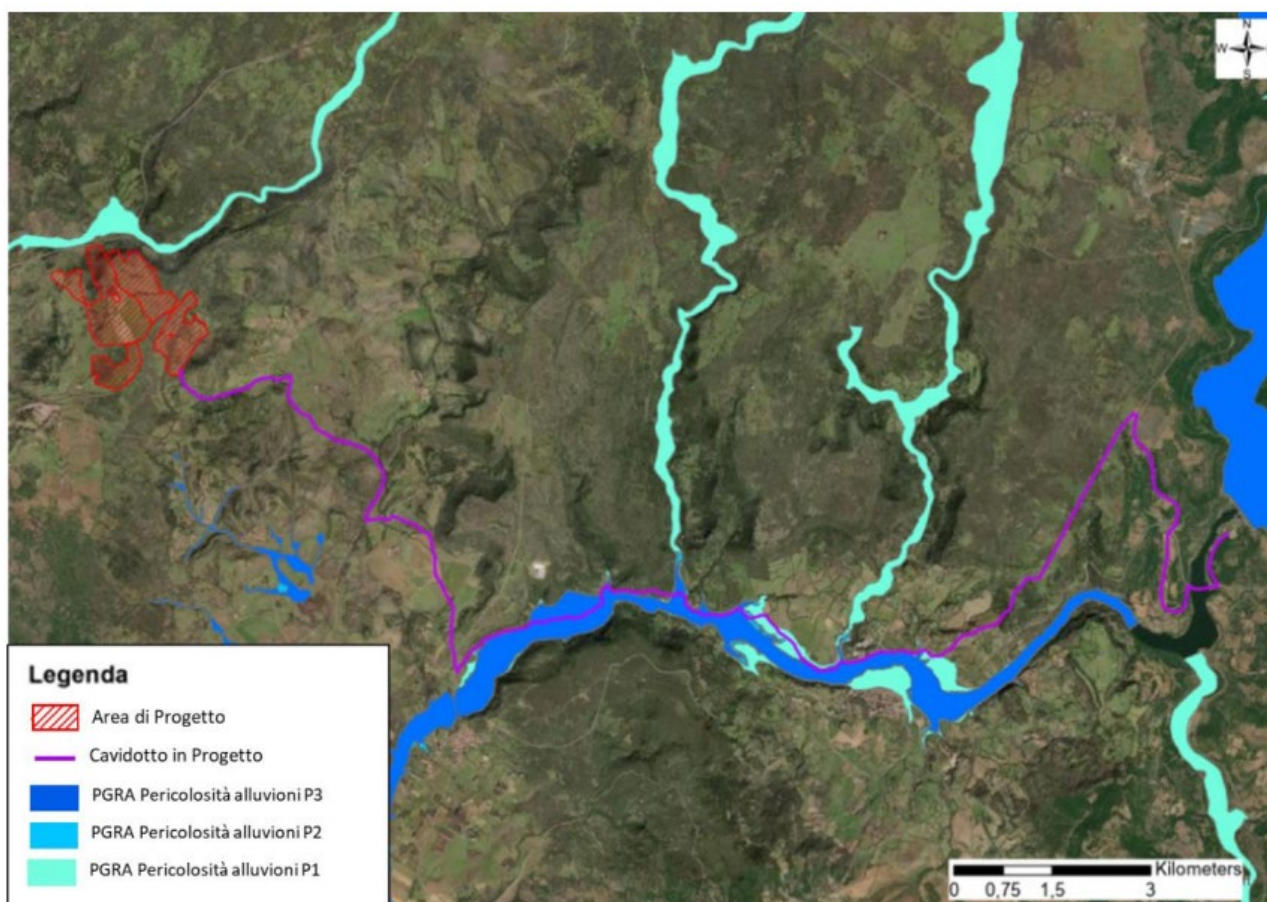 N
W
S
Legenda
Area di Progetto
Cavidotto in Progetto
PGRA Pericolosità alluvioni P3
PGRA Pericolosità alluvioni P2
PGRA Pericolosità alluvioni P1
Kilometers
0 0,75 1,5 3